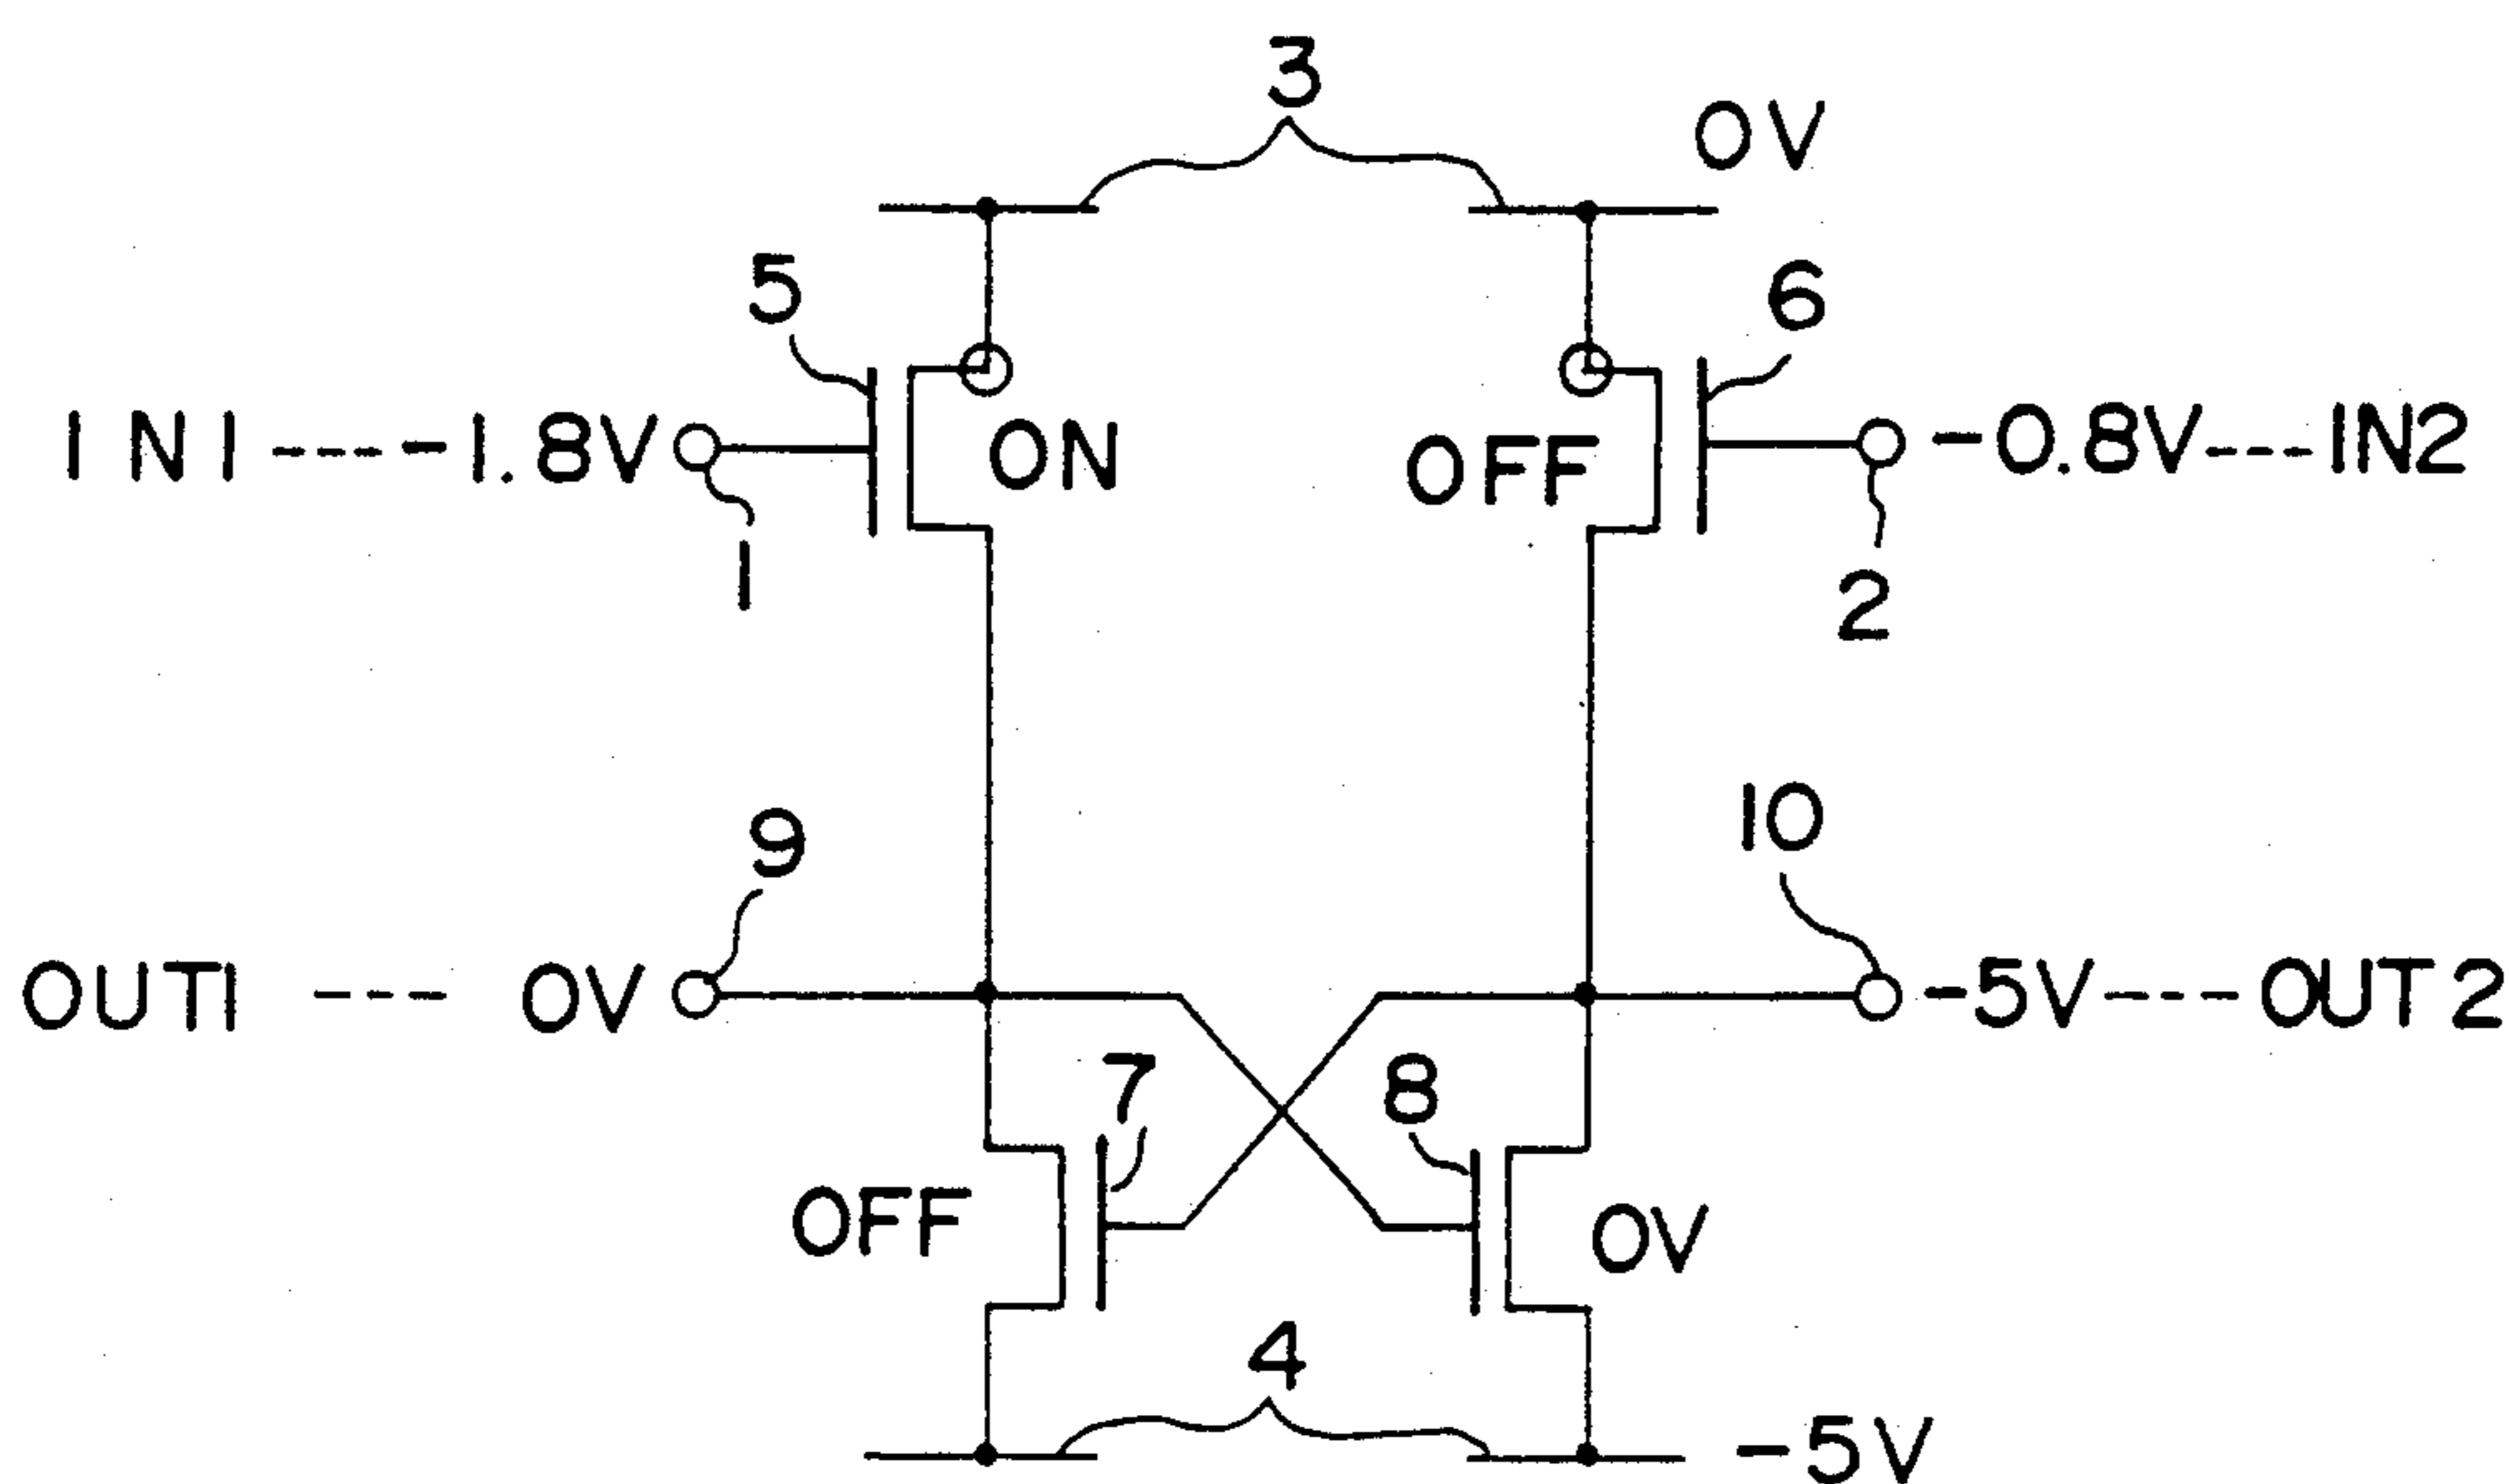 3
0V
5
6
IN1 ---- -1.8V
ON
OFF
-0.8V --- IN2
1
2
9
10
OUT1 --- 0V
-5V --- OUT2
7
8
OFF
0V
4
-5V